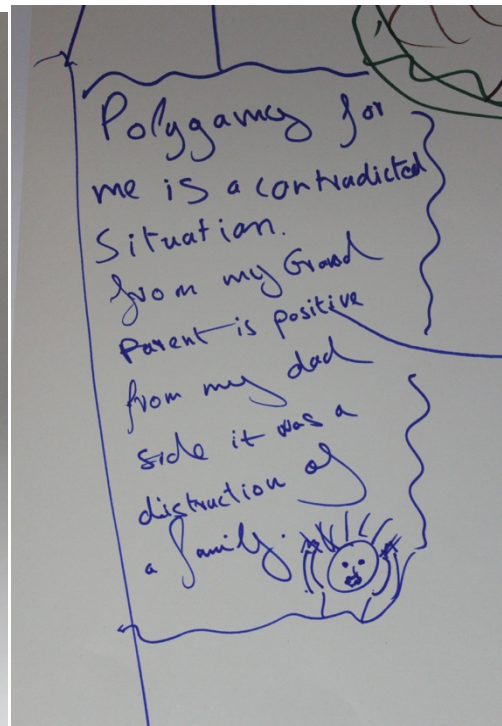 Polygamy for
me is a contradicted
Situation.
from my Grand
Parent is positive
from my dad
side it was a
distruction of
a family.